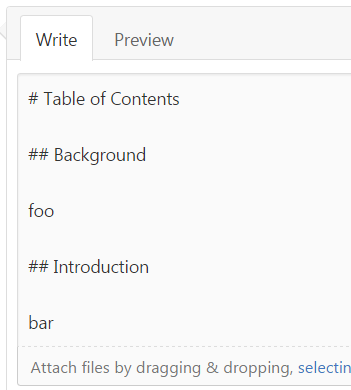 Write Preview
# Table of Contents
## Background
foo
## Introduction
bar
Attach files by dragging & dropping, selectin